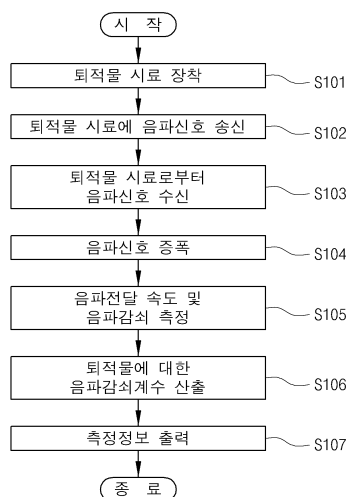 시 작
퇴적물 시료 장착
S101
퇴적물 시료에 음파신호 송신
S102
퇴적물 시료로부터
음파신호 수신
S103
음파신호 증폭
S104
음파전달 속도 및
음파감쇠 측정
S105
퇴적물에 대한
음파감쇠계수 산출
S106
측정정보 출력
S107
종 료